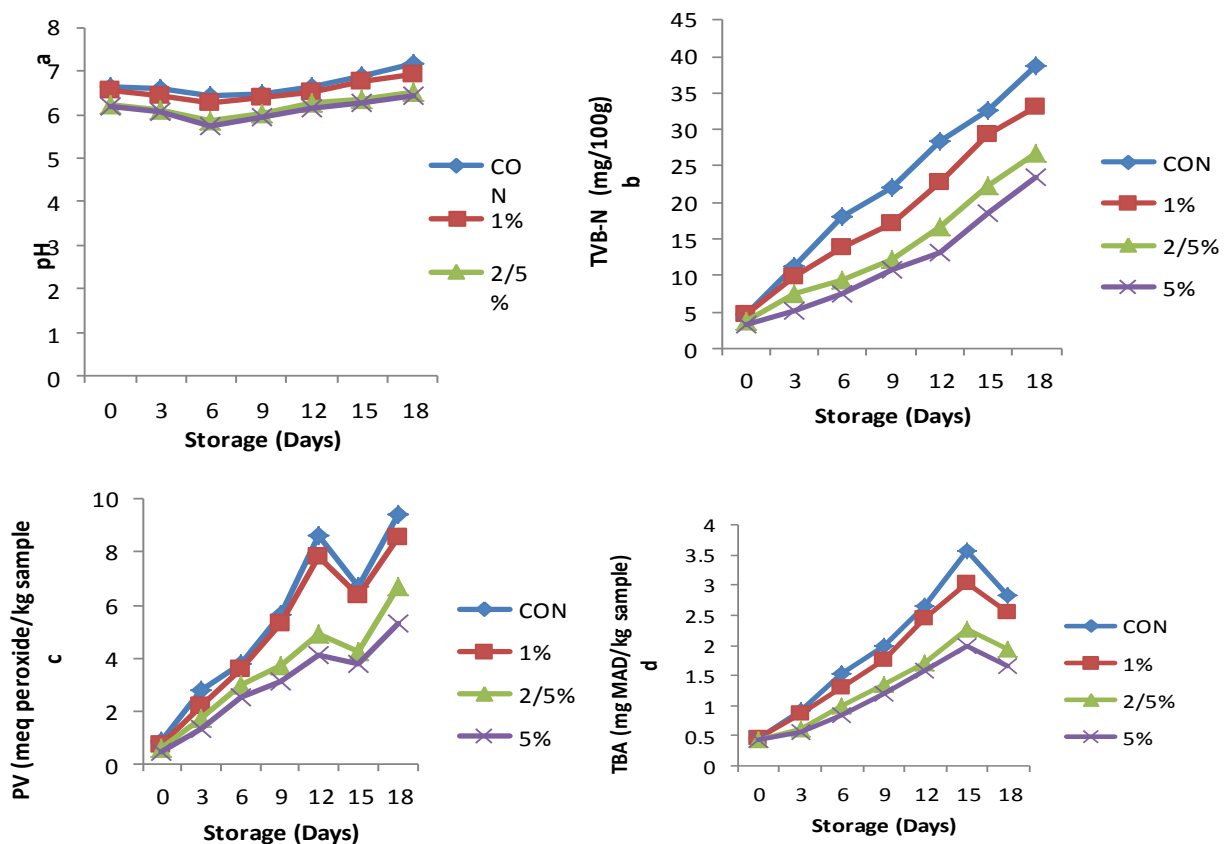 8
7
6
5
4
3
2
1
0
a
pH
0 3 6 9 12 15 18
Storage (Days)
CO
N
1%
2/5
%
45
40
35
30
25
20
15
10
5
0
TVB-N (mg/100g)
b
0 3 6 9 12 15 18
Storage (Days)
CON
1%
2/5%
5%
10
8
6
4
2
0
PV (meq peroxide/kg sample
c
0 3 6 9 12 15 18
Storage (Days)
CON
1%
2/5%
5%
4
3.5
3
2.5
2
1.5
1
0.5
0
TBA (mg MAD/kg sample)
d
0 3 6 9 12 15 18
Storage (Days)
CON
1%
2/5%
5%